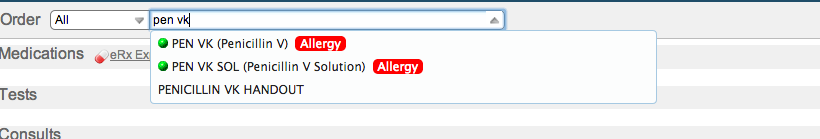 Order All pen vk
PEN VK (Penicillin V) Allergy
Medications eRx Ex
PEN VK SOL (Penicillin V Solution) Allergy
PENICILLIN VK HANDOUT
Tests
Consults